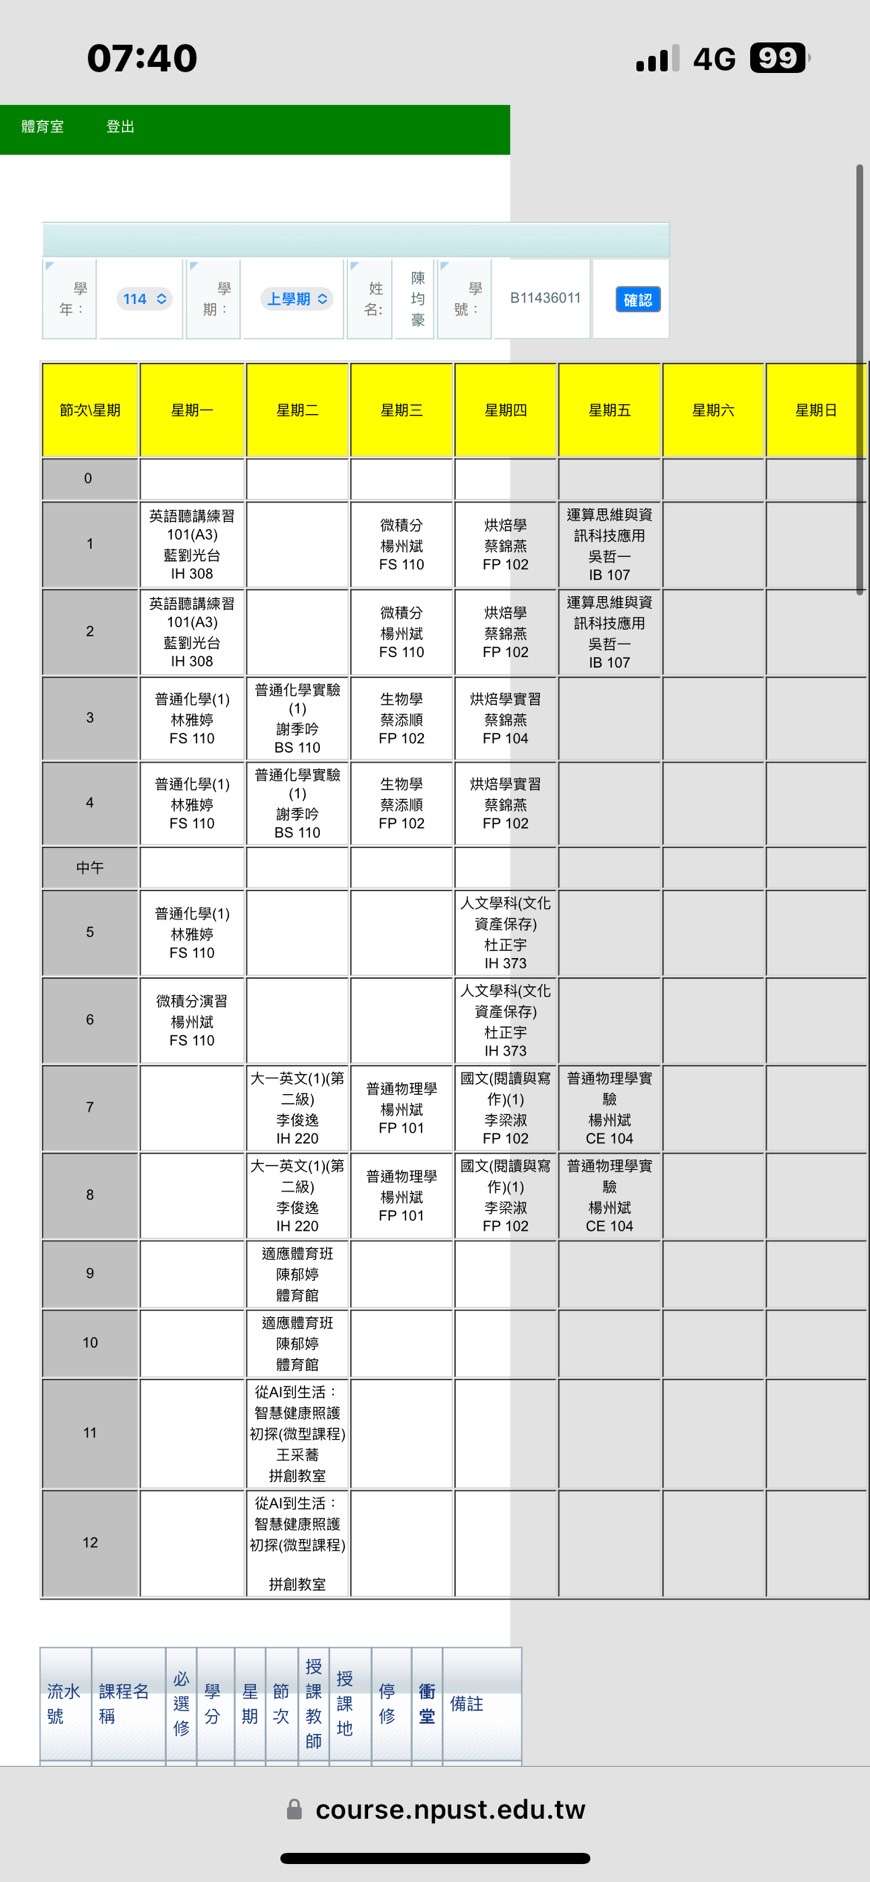 07:40
4G 99
體育室 登出
學年： 114 學期： 上學期 姓名: 陳均豪 學號： B11436011 確認
節次\星期 星期一 星期二 星期三 星期四 星期五 星期六 星期日
0
1
英語聽講練習
101(A3)
藍劉光台
IH 308
微積分
楊州斌
FS 110
烘焙學
蔡錦燕
FP 102
運算思維與資
訊科技應用
吳哲一
IB 107
2
英語聽講練習
101(A3)
藍劉光台
IH 308
微積分
楊州斌
FS 110
烘焙學
蔡錦燕
FP 102
運算思維與資
訊科技應用
吳哲一
IB 107
3
普通化學(1)
林雅婷
FS 110
普通化學實驗
(1)
謝季吟
BS 110
生物學
蔡添順
FP 102
烘焙學實習
蔡錦燕
FP 104
4
普通化學(1)
林雅婷
FS 110
普通化學實驗
(1)
謝季吟
BS 110
生物學
蔡添順
FP 102
烘焙學實習
蔡錦燕
FP 102
中午
5
普通化學(1)
林雅婷
FS 110
人文學科(文化
資產保存)
杜正宇
IH 373
6
微積分演習
楊州斌
FS 110
人文學科(文化
資產保存)
杜正宇
IH 373
7
大一英文(1)(第
二級)
李俊逸
IH 220
普通物理學
楊州斌
FP 101
國文(閱讀與寫
作)(1)
李梁淑
FP 102
普通物理學實
驗
楊州斌
CE 104
8
大一英文(1)(第
二級)
李俊逸
IH 220
普通物理學
楊州斌
FP 101
國文(閱讀與寫
作)(1)
李梁淑
FP 102
普通物理學實
驗
楊州斌
CE 104
9
適應體育班
陳郁婷
體育館
10
適應體育班
陳郁婷
體育館
11
從AI到生活：
智慧健康照護
初探(微型課程)
王采蕎
拼創教室
12
從AI到生活：
智慧健康照護
初探(微型課程)
拼創教室
流水號 課程名稱 必選修 學分 星期 節次 授課教師 授課地 停修 衝堂 備註
course.npust.edu.tw